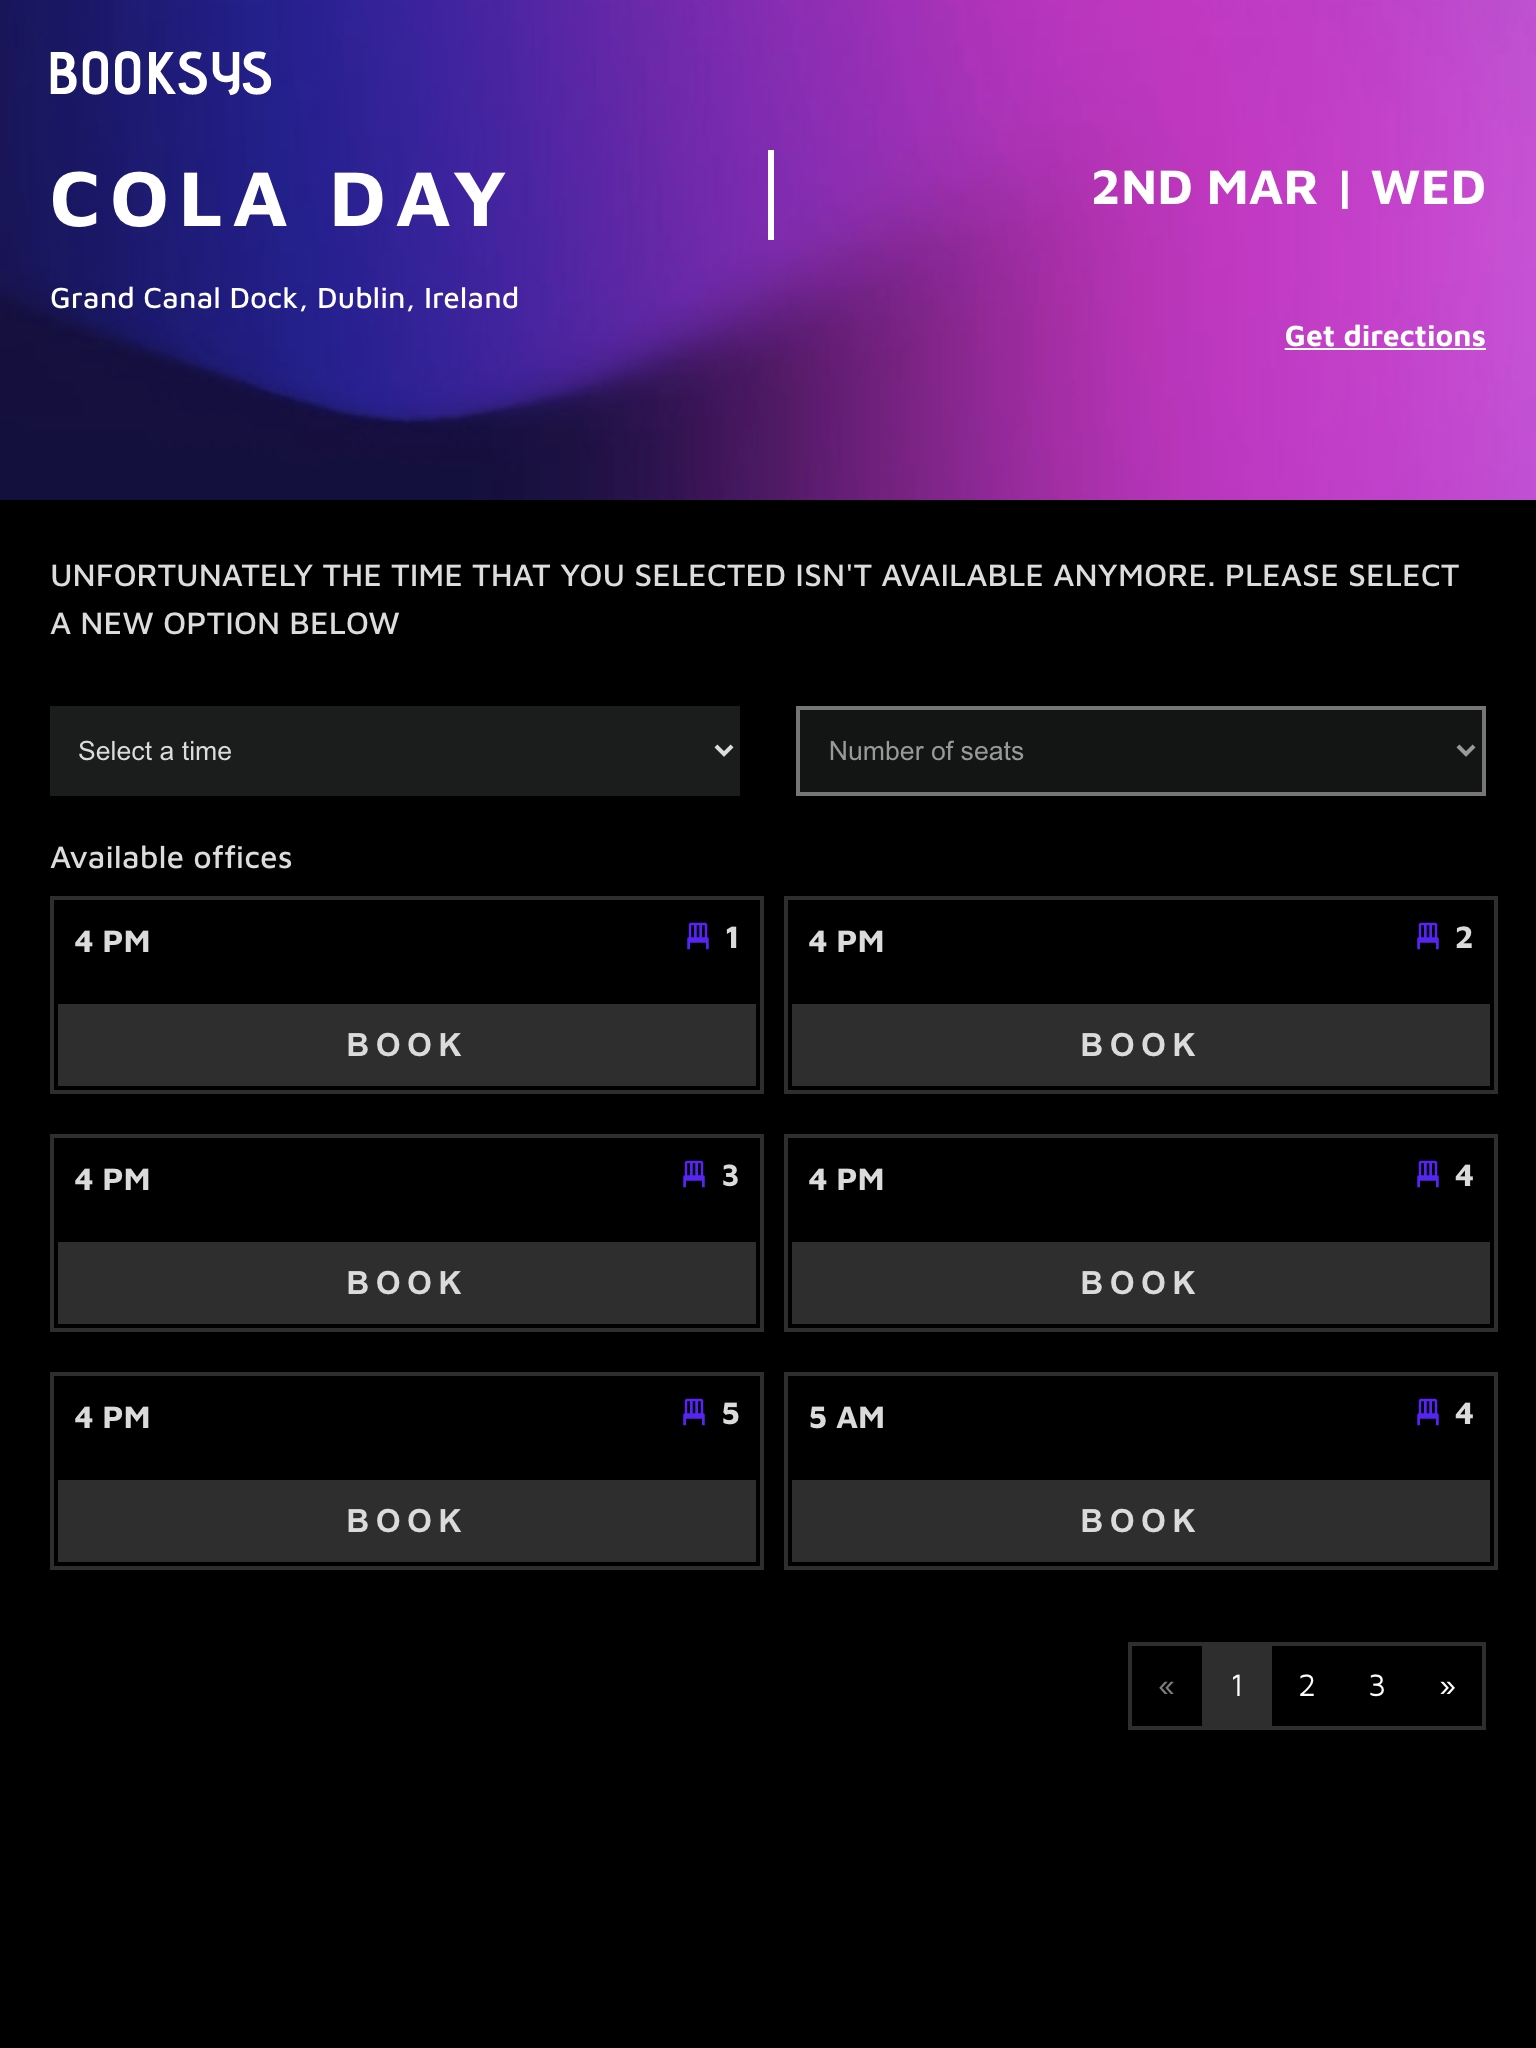 BOOKSYS
COLA DAY
2ND MAR | WED
Grand Canal Dock, Dublin, Ireland
Get directions
UNFORTUNATELY THE TIME THAT YOU SELECTED ISN'T AVAILABLE ANYMORE. PLEASE SELECT
A NEW OPTION BELOW
Select a time
Number of seats
Available offices
4 PM 1
BOOK
4 PM 2
BOOK
4 PM 3
BOOK
4 PM 4
BOOK
4 PM 5
BOOK
5 AM 4
BOOK
« 1 2 3 »